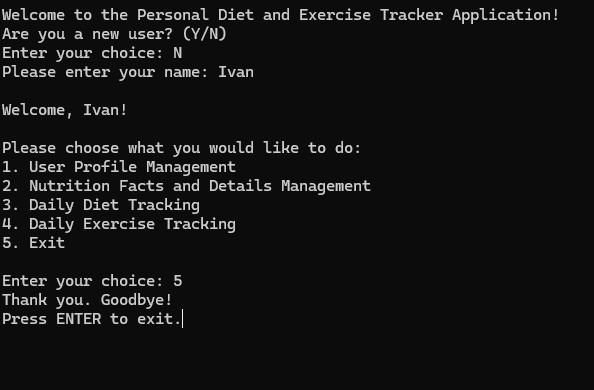 Welcome to the Personal Diet and Exercise Tracker Application!
Are you a new user? (Y/N)
Enter your choice: N
Please enter your name: Ivan
Welcome, Ivan!
Please choose what you would like to do:
1. User Profile Management
2. Nutrition Facts and Details Management
3. Daily Diet Tracking
4. Daily Exercise Tracking
5. Exit
Enter your choice: 5
Thank you. Goodbye!
Press ENTER to exit.